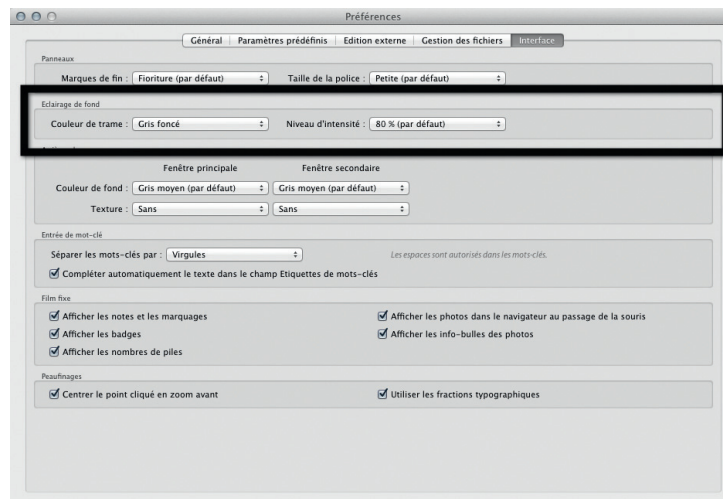 Préférences
Général Paramètres prédéfinis Edition externe Gestion des fichiers Interface
Panneaux
Marques de fin : Fioriture (par défaut) Taille de la police : Petite (par défaut)
Eclairage de fond
Couleur de trame : Gris foncé Niveau d'intensité : 80 % (par défaut)
Fenêtre principale Fenêtre secondaire
Couleur de fond : Gris moyen (par défaut) Gris moyen (par défaut)
Texture : Sans Sans
Entrée de mot-clé
Séparer les mots-clés par : Virgules Les espaces sont autorisés dans les mots-clés.
Compléter automatiquement le texte dans le champ Etiquettes de mots-clés
Film fixe
Afficher les notes et les marquages Afficher les photos dans le navigateur au passage de la souris
Afficher les badges Afficher les info-bulles des photos
Afficher les nombres de piles
Peaufinages
Centrer le point cliqué en zoom avant Utiliser les fractions typographiques